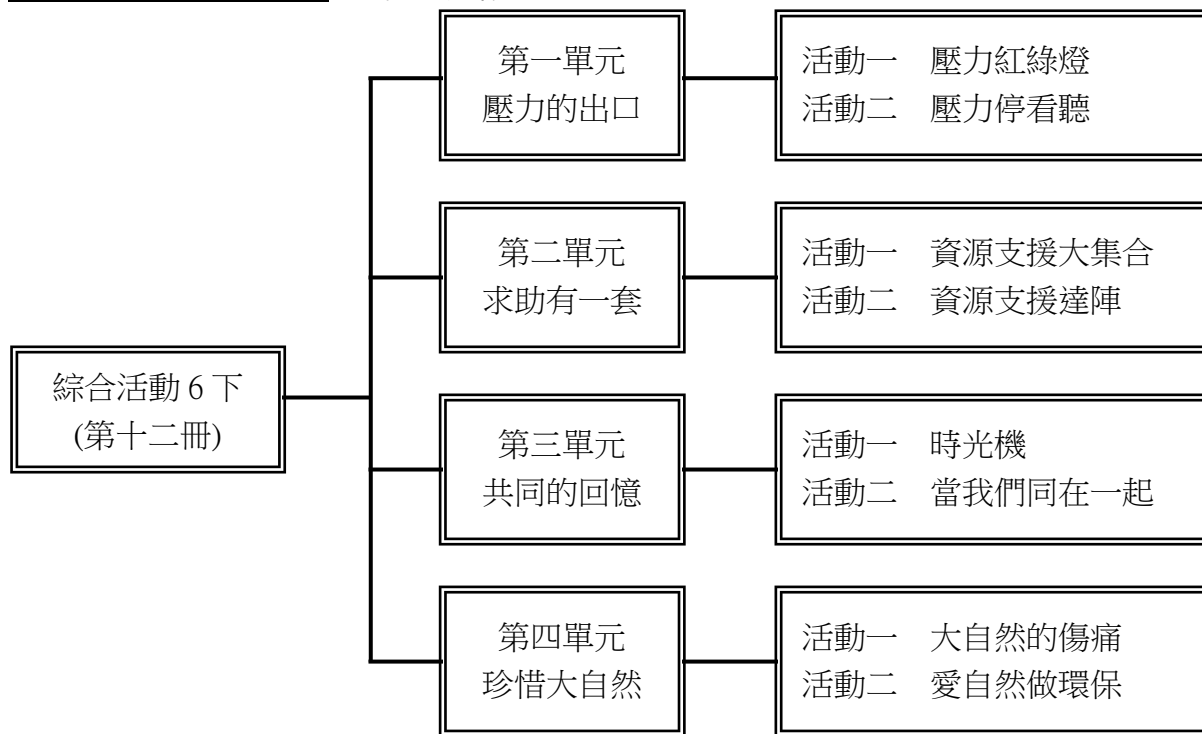 綜合活動 6 下
(第十二冊)
第一單元
壓力的出口
活動一　壓力紅綠燈
活動二　壓力停看聽
第二單元
求助有一套
活動一　資源支援大集合
活動二　資源支援達陣
第三單元
共同的回憶
活動一　時光機
活動二　當我們同在一起
第四單元
珍惜大自然
活動一　大自然的傷痛
活動二　愛自然做環保